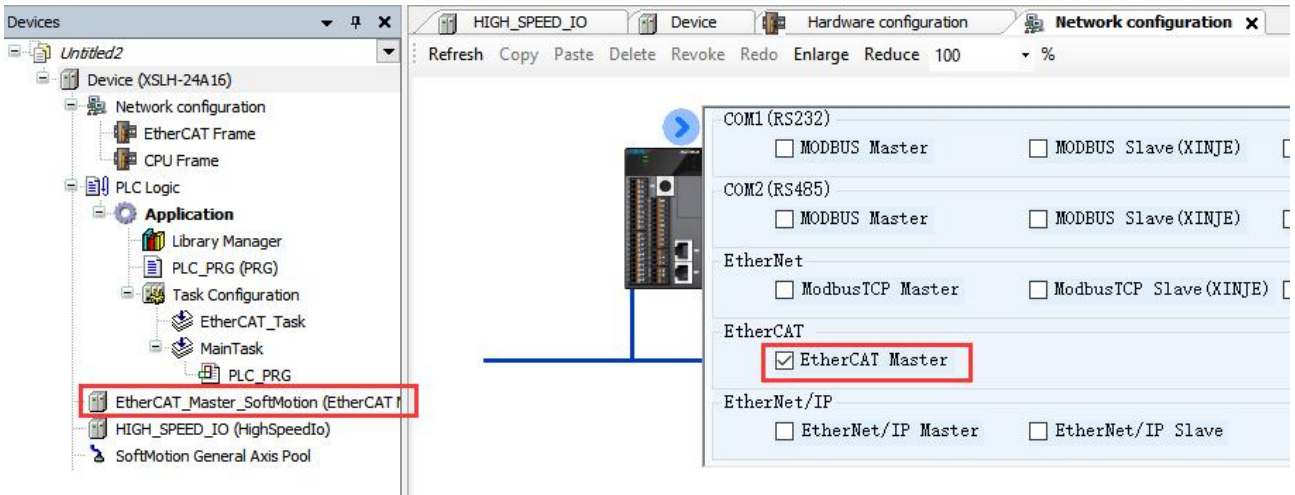 Devices
Untitled2
Device (XSLH-24A16)
Network configuration
EtherCAT Frame
CPU Frame
PLC Logic
Application
Library Manager
PLC_PRG (PRG)
Task Configuration
EtherCAT_Task
MainTask
PLC_PRG
EtherCAT_Master_SoftMotion (EtherCAT
HIGH_SPEED_IO (HighSpeedIo)
SoftMotion General Axis Pool
HIGH_SPEED_IO Device Hardware configuration Network configuration
Refresh Copy Paste Delete Revoke Redo Enlarge Reduce 100 %
COM1(RS232)
MODBUS Master MODBUS Slave(XINJE)
COM2(RS485)
MODBUS Master MODBUS Slave(XINJE)
EtherNet
ModbusTCP Master ModbusTCP Slave(XINJE)
EtherCAT
EtherCAT Master
EtherNet/IP
EtherNet/IP Master EtherNet/IP Slave